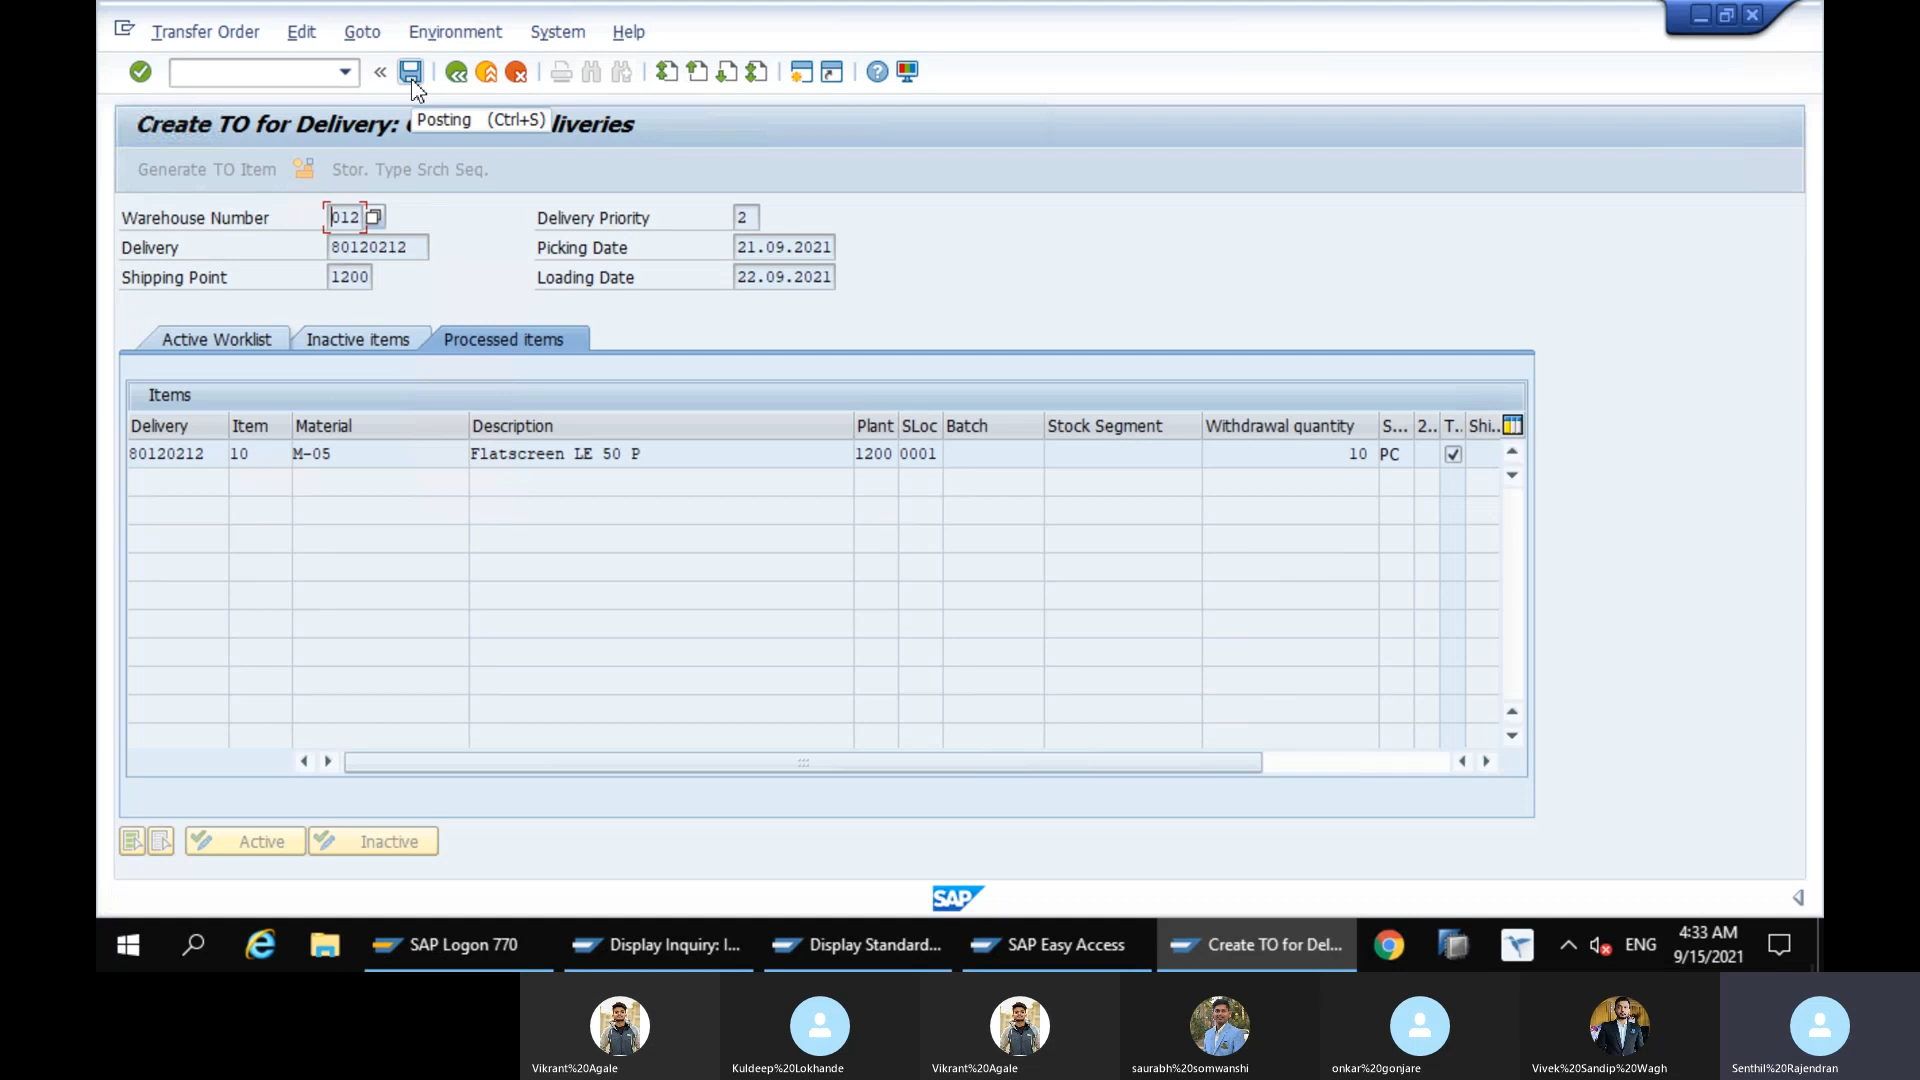 Transfer Order Edit Goto Environment System Help
Posting (Ctrl+S)
Create TO for Delivery: liveries
Generate TO Item Stor. Type Srch Seq.
Warehouse Number 012 Delivery Priority 2
Delivery 80120212 Picking Date 21.09.2021
Shipping Point 1200 Loading Date 22.09.2021
Active Worklist Inactive items Processed items
Items
Delivery Item Material Description Plant SLoc Batch Stock Segment Withdrawal quantity S... 2.. T.. Shi..
80120212 10 M-05 Flatscreen LE 50 P 1200 0001 10 PC
Active Inactive
SAP
SAP Logon 770 Display Inquiry: I... Display Standard... SAP Easy Access Create TO for Del... ENG 4:33 AM
9/15/2021
Vikrant%20Agale Kuldeep%20Lokhande Vikrant%20Agale saurabh%20somwanshi onkar%20gonjare Vivek%20Sandip%20Wagh Senthil%20Rajendran